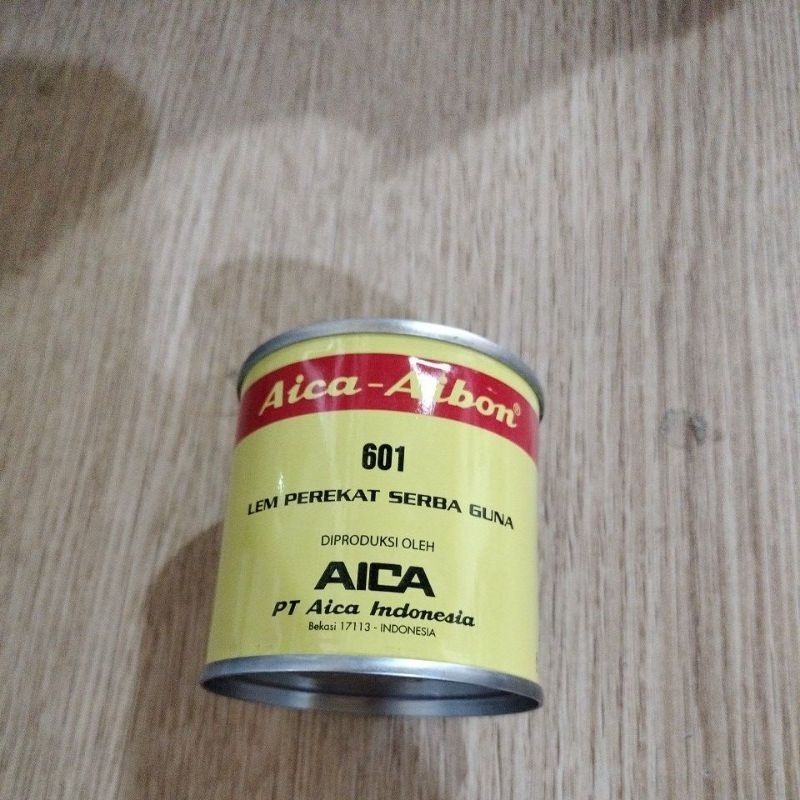 Aica-Aibon®
601
LEM PEREKAT SERBA GUNA
DIPRODUKSI OLEH
AICA
PT Aica Indonesia
Bekasi 17113 - INDONESIA